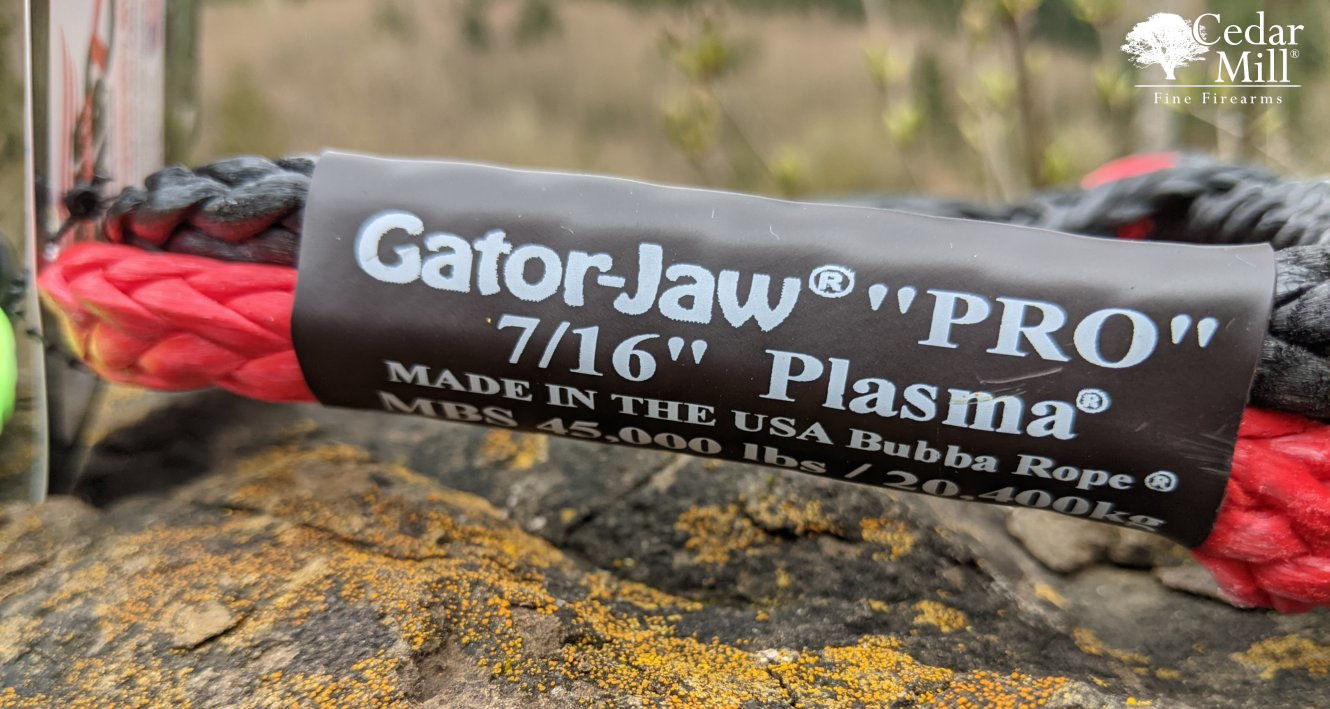 Cedar
Mill®
Fine Firearms
Gator-Jaw® "PRO"
7/16" Plasma®
MADE IN THE USA Bubba Rope®
MBS 45,000 lbs / 20,400kg